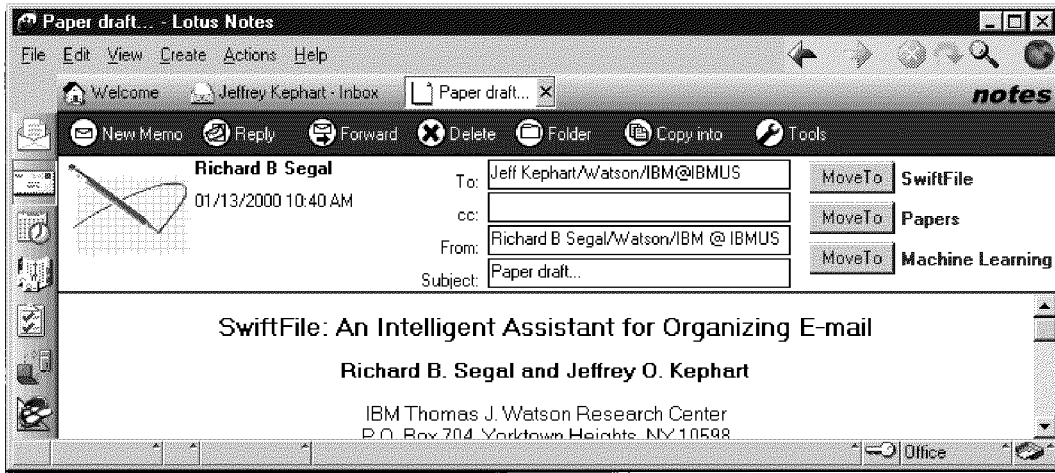 Paper draft... - Lotus Notes
File Edit View Create Actions Help
Welcome Jeffrey Kephart - Inbox Paper draft... notes
New Memo Reply Forward Delete Folder Copy into Tools
Richard B Segal
01/13/2000 10:40 AM
To: Jeff Kephart/Watson/IBM@IBMUS
cc:
From: Richard B Segal/Watson/IBM @ IBMUS
Subject: Paper draft...
MoveTo SwiftFile
MoveTo Papers
MoveTo Machine Learning
SwiftFile: An Intelligent Assistant for Organizing E-mail
Richard B. Segal and Jeffrey O. Kephart
IBM Thomas J. Watson Research Center
P.O. Box 704, Yorktown Heights, NY 10598
Office